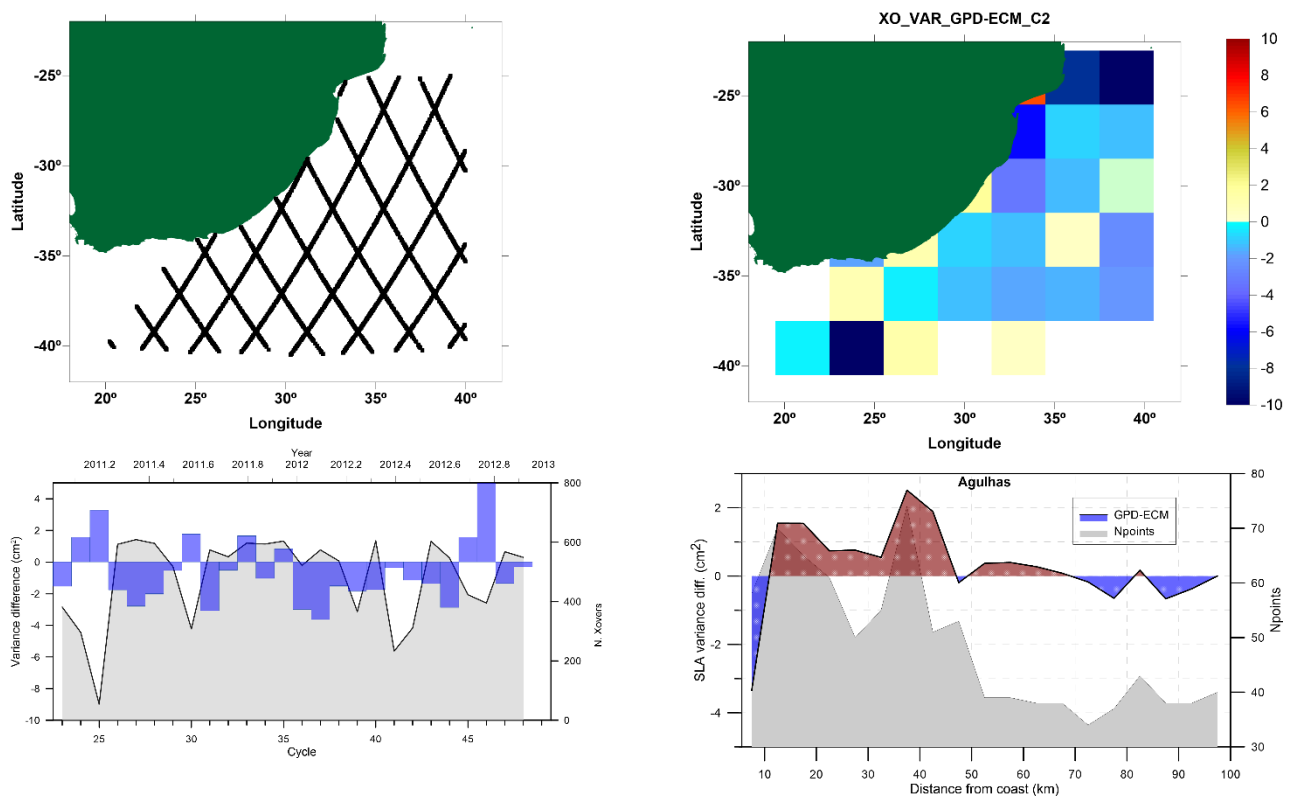 -25º
-30º
-35º
-40º
Latitude
20º
25º
30º
35º
40º
Longitude
XO_VAR_GPD-ECM_C2
-25º
-30º
-35º
-40º
Latitude
20º
25º
30º
35º
40º
Longitude
10
8
6
4
2
0
-2
-4
-6
-8
-10
Year
2011.2
2011.4
2011.6
2011.8
2012
2012.2
2012.4
2012.6
2012.8
2013
4
2
0
-2
-4
-6
-8
-10
Variance difference (cm²)
800
600
400
200
0
N. Xovers
25
30
35
40
45
Cycle
Agulhas
GPD-ECM
Npoints
2
0
-2
-4
SLA variance diff. (cm²)
80
70
60
50
40
30
Npoints
10
20
30
40
50
60
70
80
90
100
Distance from coast (km)